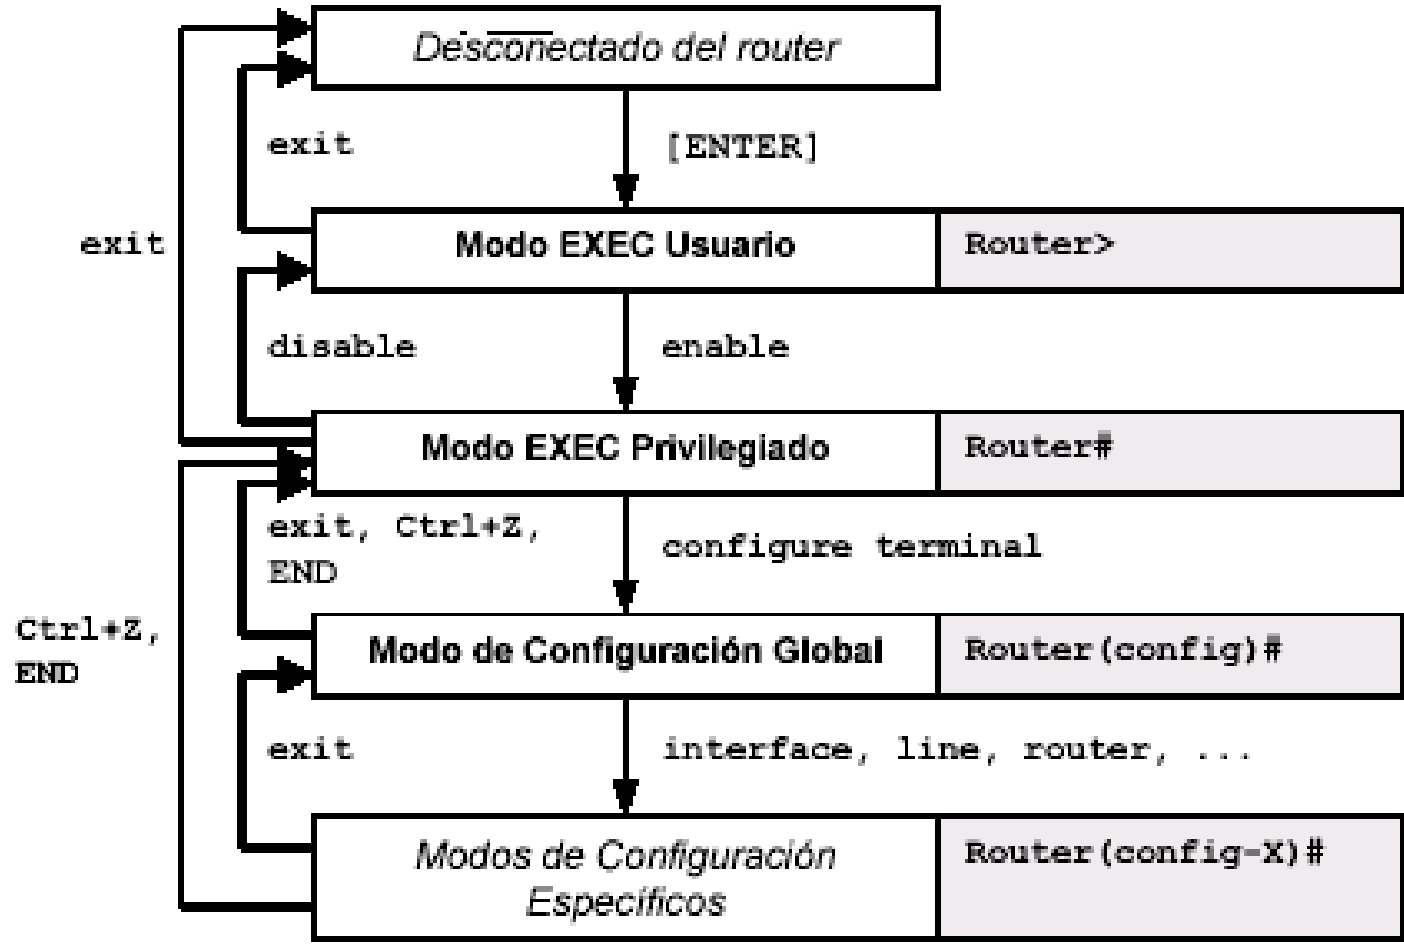 Desconectado del router
exit
[ENTER]
exit
Modo EXEC Usuario
Router>
disable
enable
Modo EXEC Privilegiado
Router#
exit, Ctrl+Z,
END
configure terminal
Ctrl+Z,
END
Modo de Configuración Global
Router(config)#
exit
interface, line, router, ...
Modos de Configuración
Específicos
Router(config-X)#